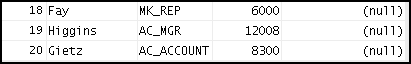 18 Fay MK_REP 6000 (null)
19 Higgins AC_MGR 12008 (null)
20 Gietz AC_ACCOUNT 8300 (null)